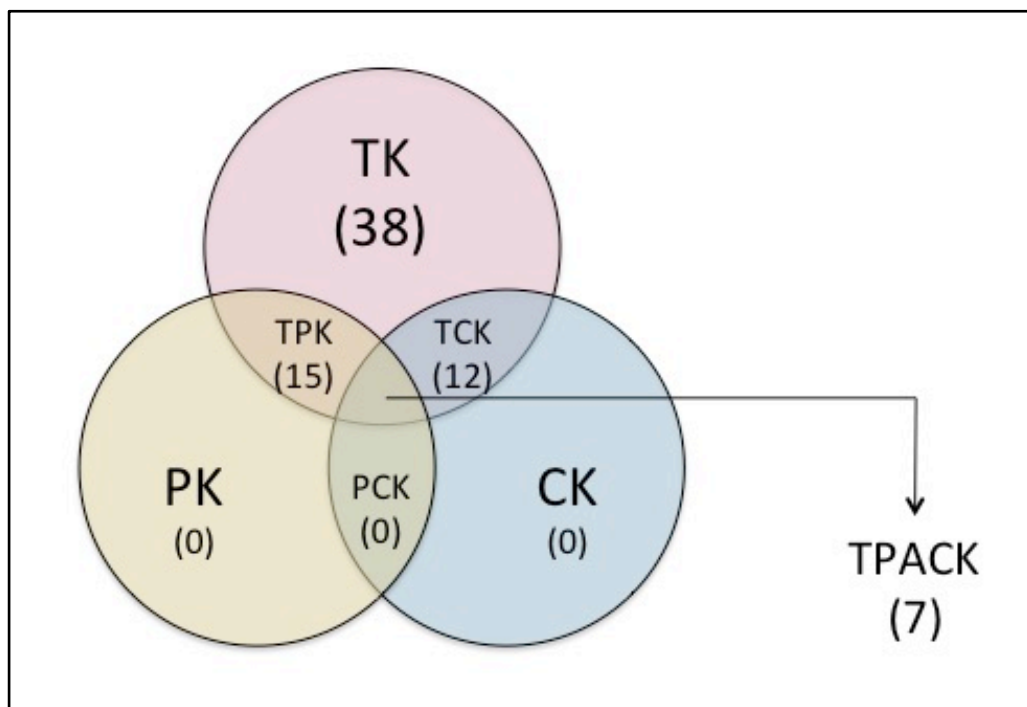 TK
(38)
TPK
(15)
TCK
(12)
PK
(0)
PCK
(0)
CK
(0)
TPACK
(7)